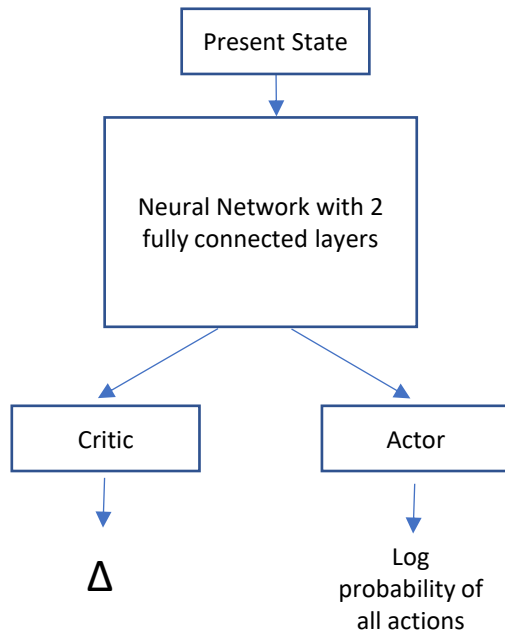 Present State
Neural Network with 2
fully connected layers
Critic
Actor
Δ
Log
probability of
all actions